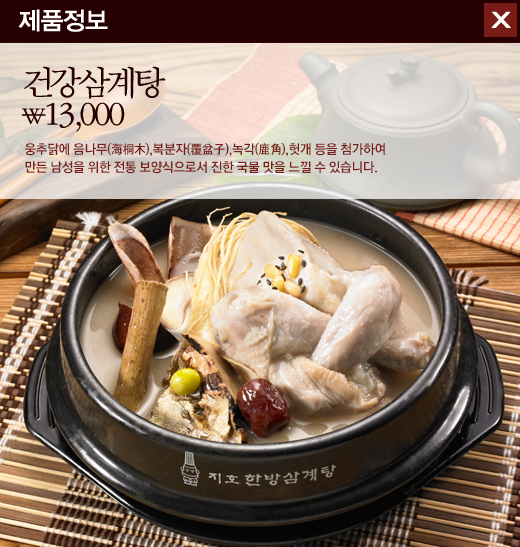 제품정보
건강삼계탕
₩13,000
웅추닭에 음나무(海桐木),복분자(覆盆子),녹각(鹿角),헛개 등을 첨가하여
만든 남성을 위한 전통 보양식으로서 진한 국물 맛을 느낄 수 있습니다.
지호 한방삼계탕